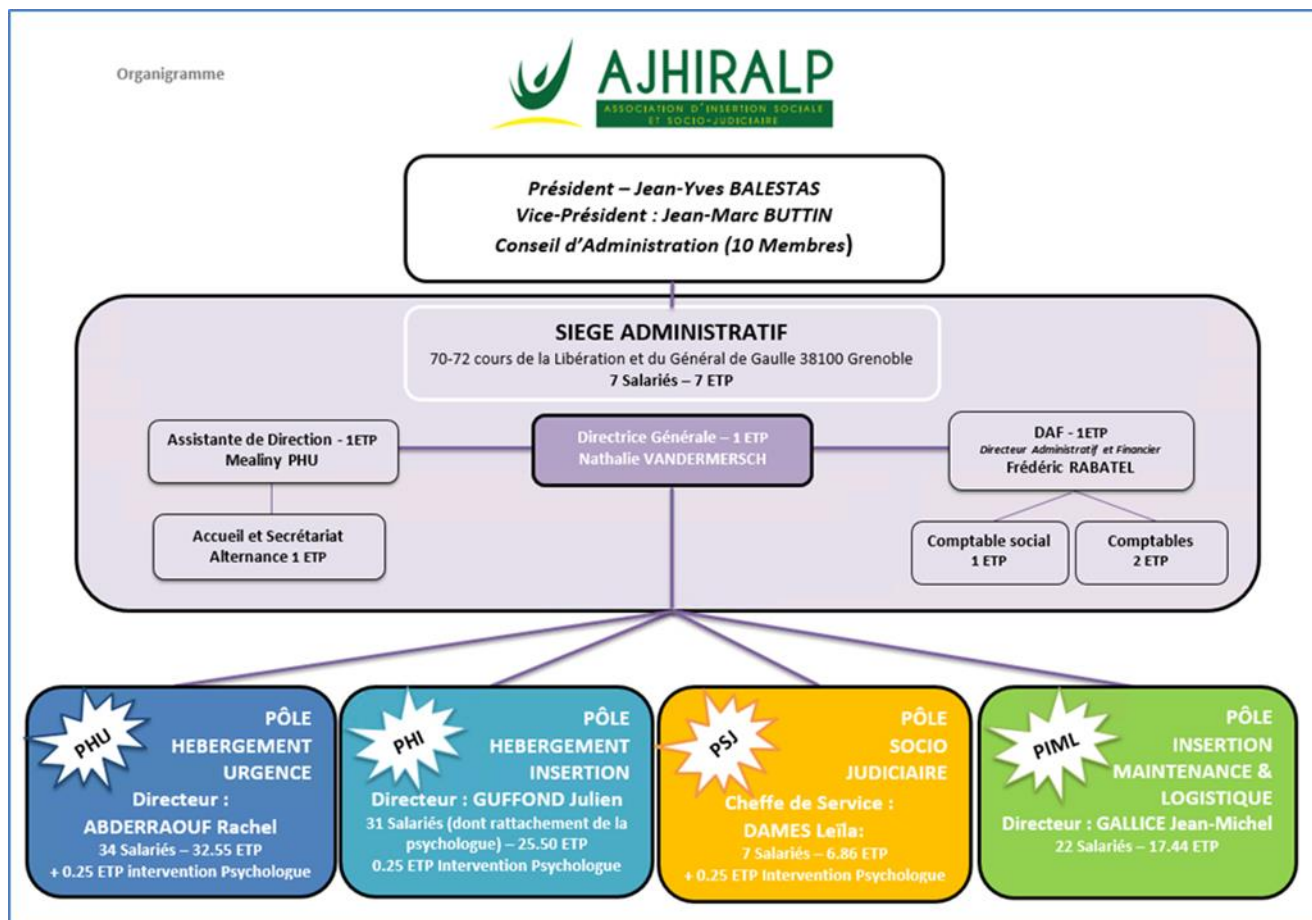 Organigramme
AJHIRALP
ASSOCIATION D'INSERTION SOCIALE
ET SOCIO-JUDICIAIRE
Président – Jean-Yves BALESTAS
Vice-Président : Jean-Marc BUTTIN
Conseil d'Administration (10 Membres)
SIEGE ADMINISTRATIF
70-72 cours de la Libération et du Général de Gaulle 38100 Grenoble
7 Salariés – 7 ETP
Assistante de Direction - 1ETP
Mealiny PHU
Directrice Générale – 1 ETP
Nathalie VANDERMERSCH
DAF - 1ETP
Directeur Administratif et Financier
Frédéric RABATEL
Accueil et Secrétariat
Alternance 1 ETP
Comptable social
1 ETP
Comptables
2 ETP
PHU
PÔLE
HEBERGEMENT
URGENCE
Directeur :
ABDERRAOUF Rachel
34 Salariés – 32.55 ETP
+ 0.25 ETP intervention Psychologue
PHI
PÔLE
HEBERGEMENT
INSERTION
Directeur : GUFFOND Julien
31 Salariés (dont rattachement de la
psychologue) – 25.50 ETP
0.25 ETP Intervention Psychologue
PSJ
PÔLE
SOCIO
JUDICIAIRE
Cheffe de Service :
DAMES Leïla:
7 Salariés – 6.86 ETP
+ 0.25 ETP Intervention Psychologue
PIML
PÔLE
INSERTION
MAINTENANCE &
LOGISTIQUE
Directeur : GALLICE Jean-Michel
22 Salariés – 17.44 ETP